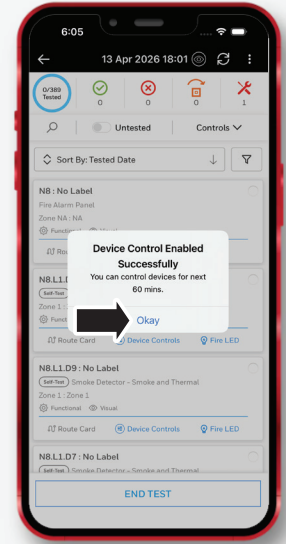 6:05
13 Apr 2026 18:01
0/389
Tested
0
0
0
1
Untested
Controls
Sort By: Tested Date
N8 : No Label
Fire Alarm Panel
Zone NA : NA
Functional Visual
Device Control Enabled
Successfully
You can control devices for next
60 mins.
Okay
Self-Test
Zone 1 :
Route Card Device Controls Fire LED
N8.L1.D9 : No Label
Self-Test Smoke Detector - Smoke and Thermal
Zone 1 : Zone 1
Functional Visual
Route Card Device Controls Fire LED
N8.L1.D7 : No Label
Self-Test Smoke Detector - Smoke and Thermal
END TEST